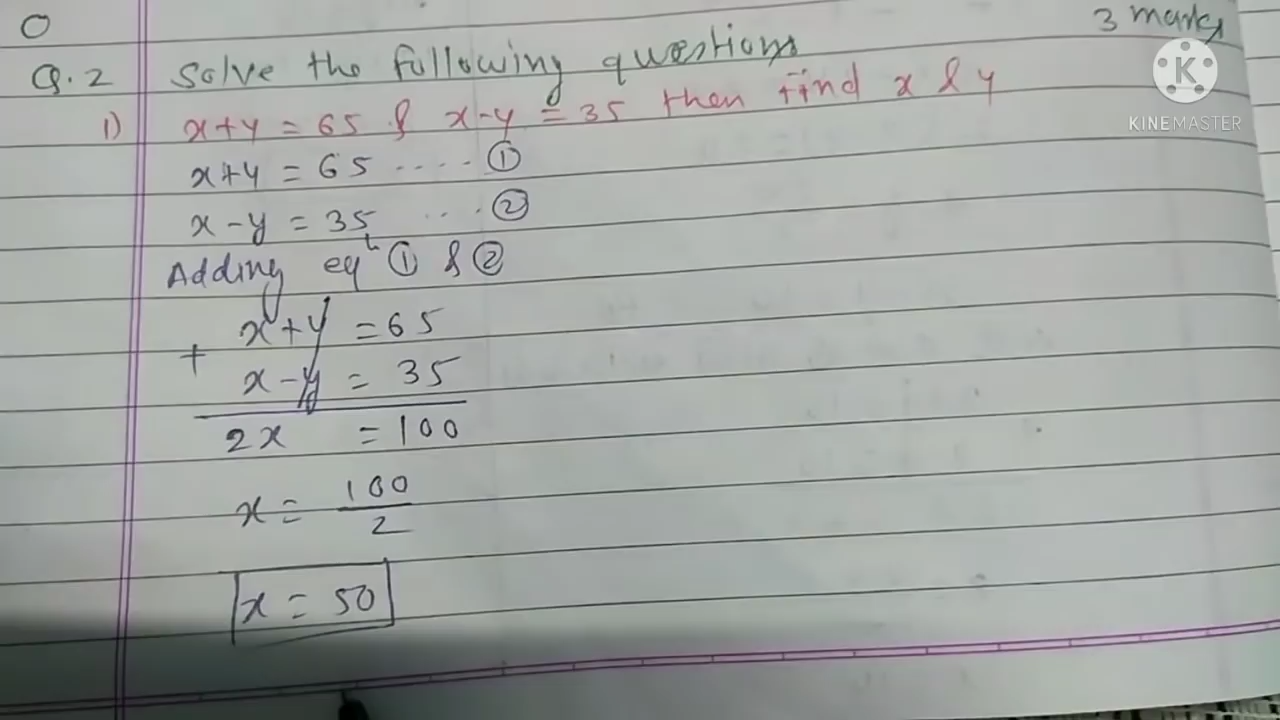 3 marks
Q.2 Solve the following questions
1) x+y = 65 & x-y = 35 then find x & y
x+y = 65 .... ①
x-y = 35 ... ②
Adding eqⁿ ① & ②
x+y = 65
+
x-y = 35
2x = 100
x = 100/2
x = 50
K
KINEMASTER